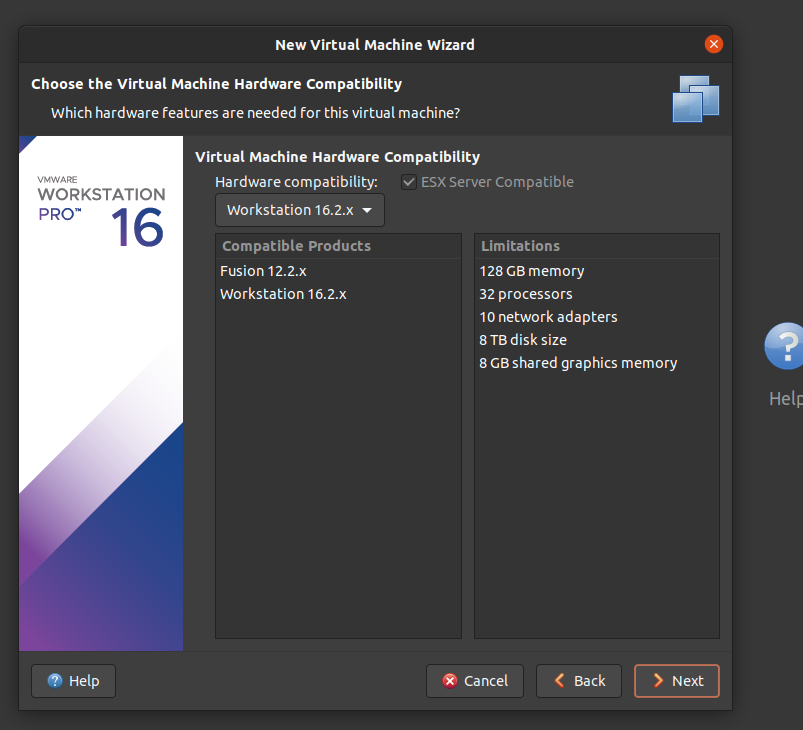 New Virtual Machine Wizard
Choose the Virtual Machine Hardware Compatibility
Which hardware features are needed for this virtual machine?
VMWARE
WORKSTATION
PRO™ 16
Virtual Machine Hardware Compatibility
Hardware compatibility: ESX Server Compatible
Workstation 16.2.x
Compatible Products
Fusion 12.2.x
Workstation 16.2.x
Limitations
128 GB memory
32 processors
10 network adapters
8 TB disk size
8 GB shared graphics memory
Help
Cancel
Back
Next
Help